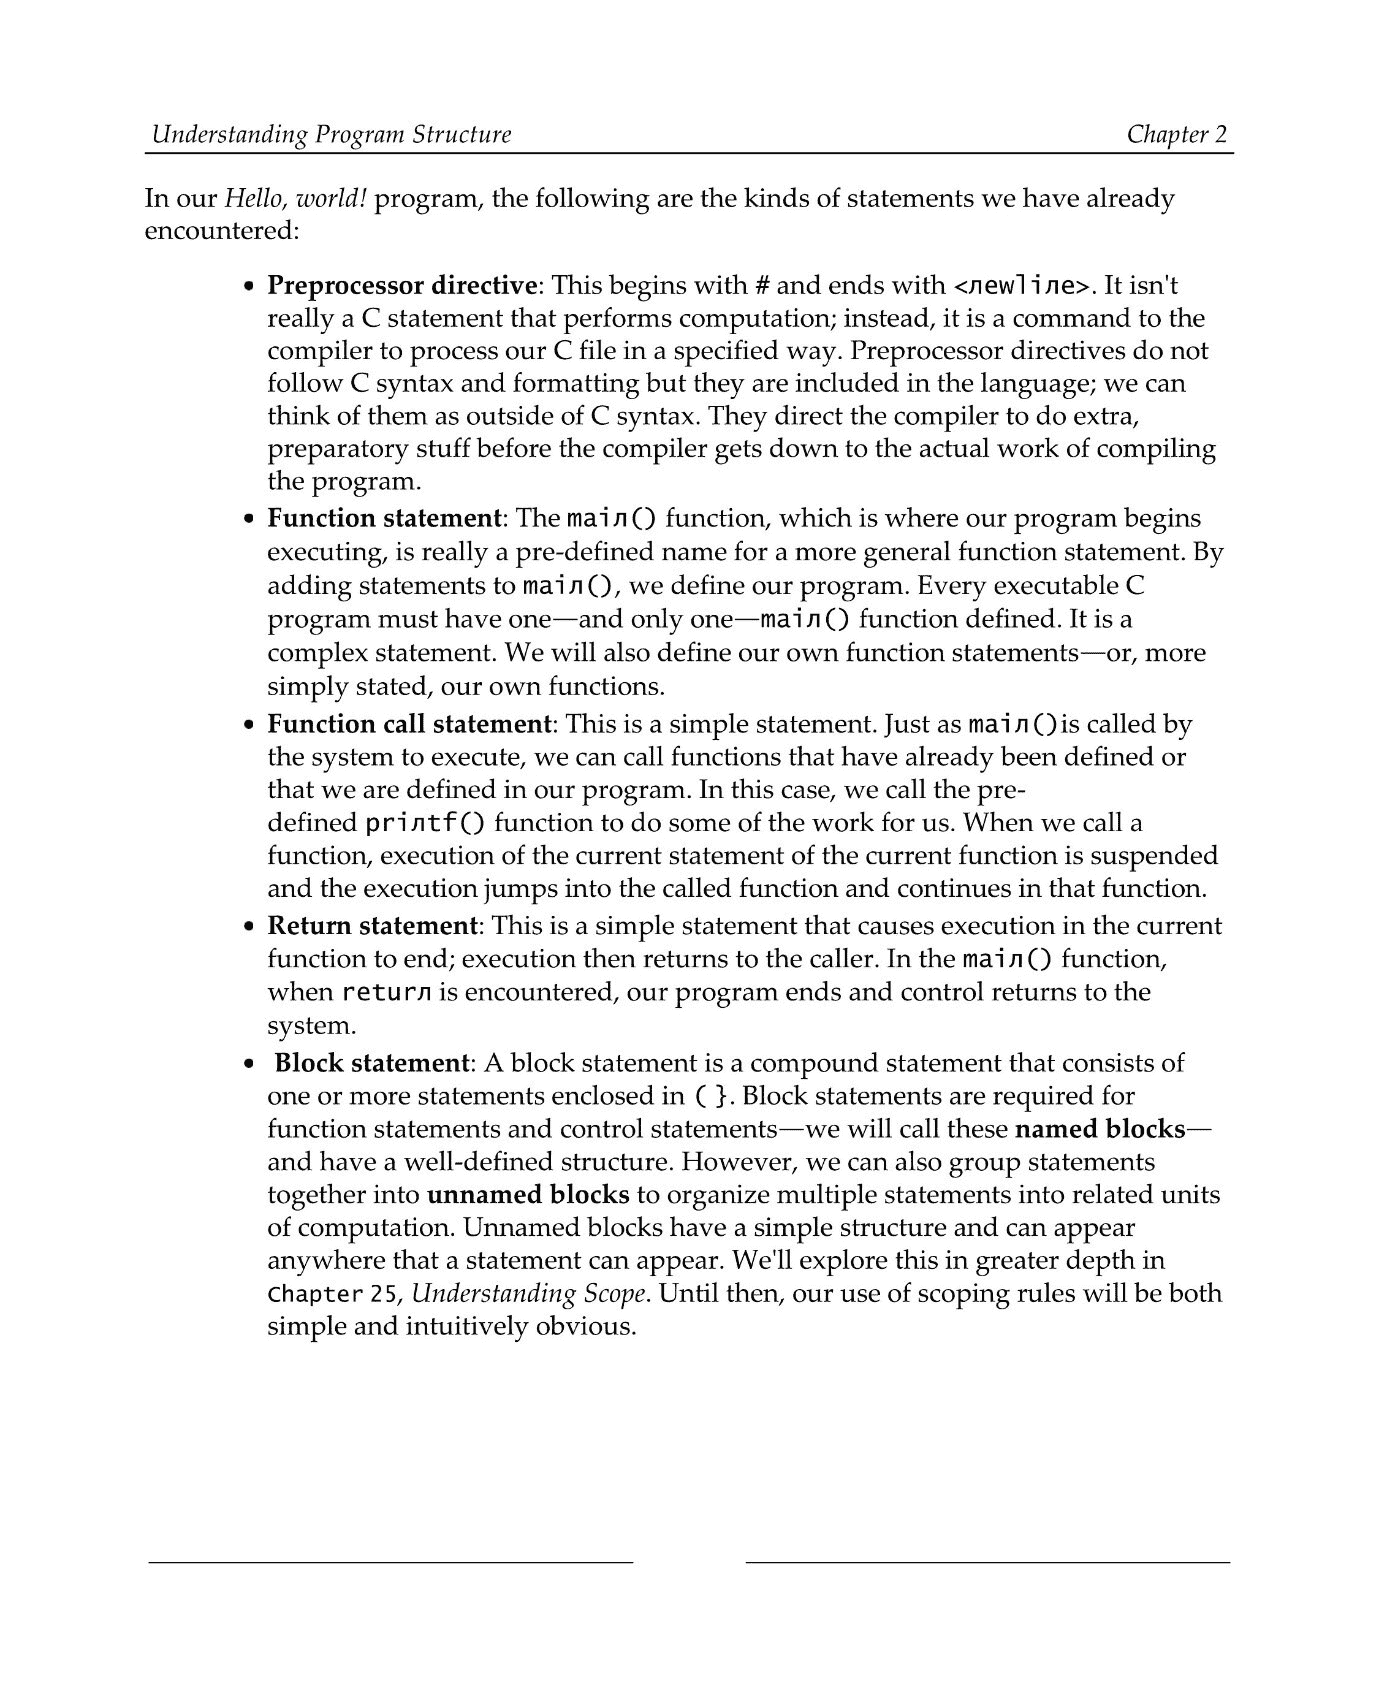 Understanding Program Structure Chapter 2
In our Hello, world! program, the following are the kinds of statements we have already
encountered:
• Preprocessor directive: This begins with # and ends with <лewliлe>. It isn't
really a C statement that performs computation; instead, it is a command to the
compiler to process our C file in a specified way. Preprocessor directives do not
follow C syntax and formatting but they are included in the language; we can
think of them as outside of C syntax. They direct the compiler to do extra,
preparatory stuff before the compiler gets down to the actual work of compiling
the program.
• Function statement: The maiл() function, which is where our program begins
executing, is really a pre-defined name for a more general function statement. By
adding statements to maiл(), we define our program. Every executable C
program must have one—and only one—maiл() function defined. It is a
complex statement. We will also define our own function statements—or, more
simply stated, our own functions.
• Function call statement: This is a simple statement. Just as maiл()is called by
the system to execute, we can call functions that have already been defined or
that we are defined in our program. In this case, we call the pre-
defined priлtf() function to do some of the work for us. When we call a
function, execution of the current statement of the current function is suspended
and the execution jumps into the called function and continues in that function.
• Return statement: This is a simple statement that causes execution in the current
function to end; execution then returns to the caller. In the maiл() function,
when returл is encountered, our program ends and control returns to the
system.
• Block statement: A block statement is a compound statement that consists of
one or more statements enclosed in ( }. Block statements are required for
function statements and control statements—we will call these named blocks—
and have a well-defined structure. However, we can also group statements
together into unnamed blocks to organize multiple statements into related units
of computation. Unnamed blocks have a simple structure and can appear
anywhere that a statement can appear. We'll explore this in greater depth in
Chapter 25, Understanding Scope. Until then, our use of scoping rules will be both
simple and intuitively obvious.